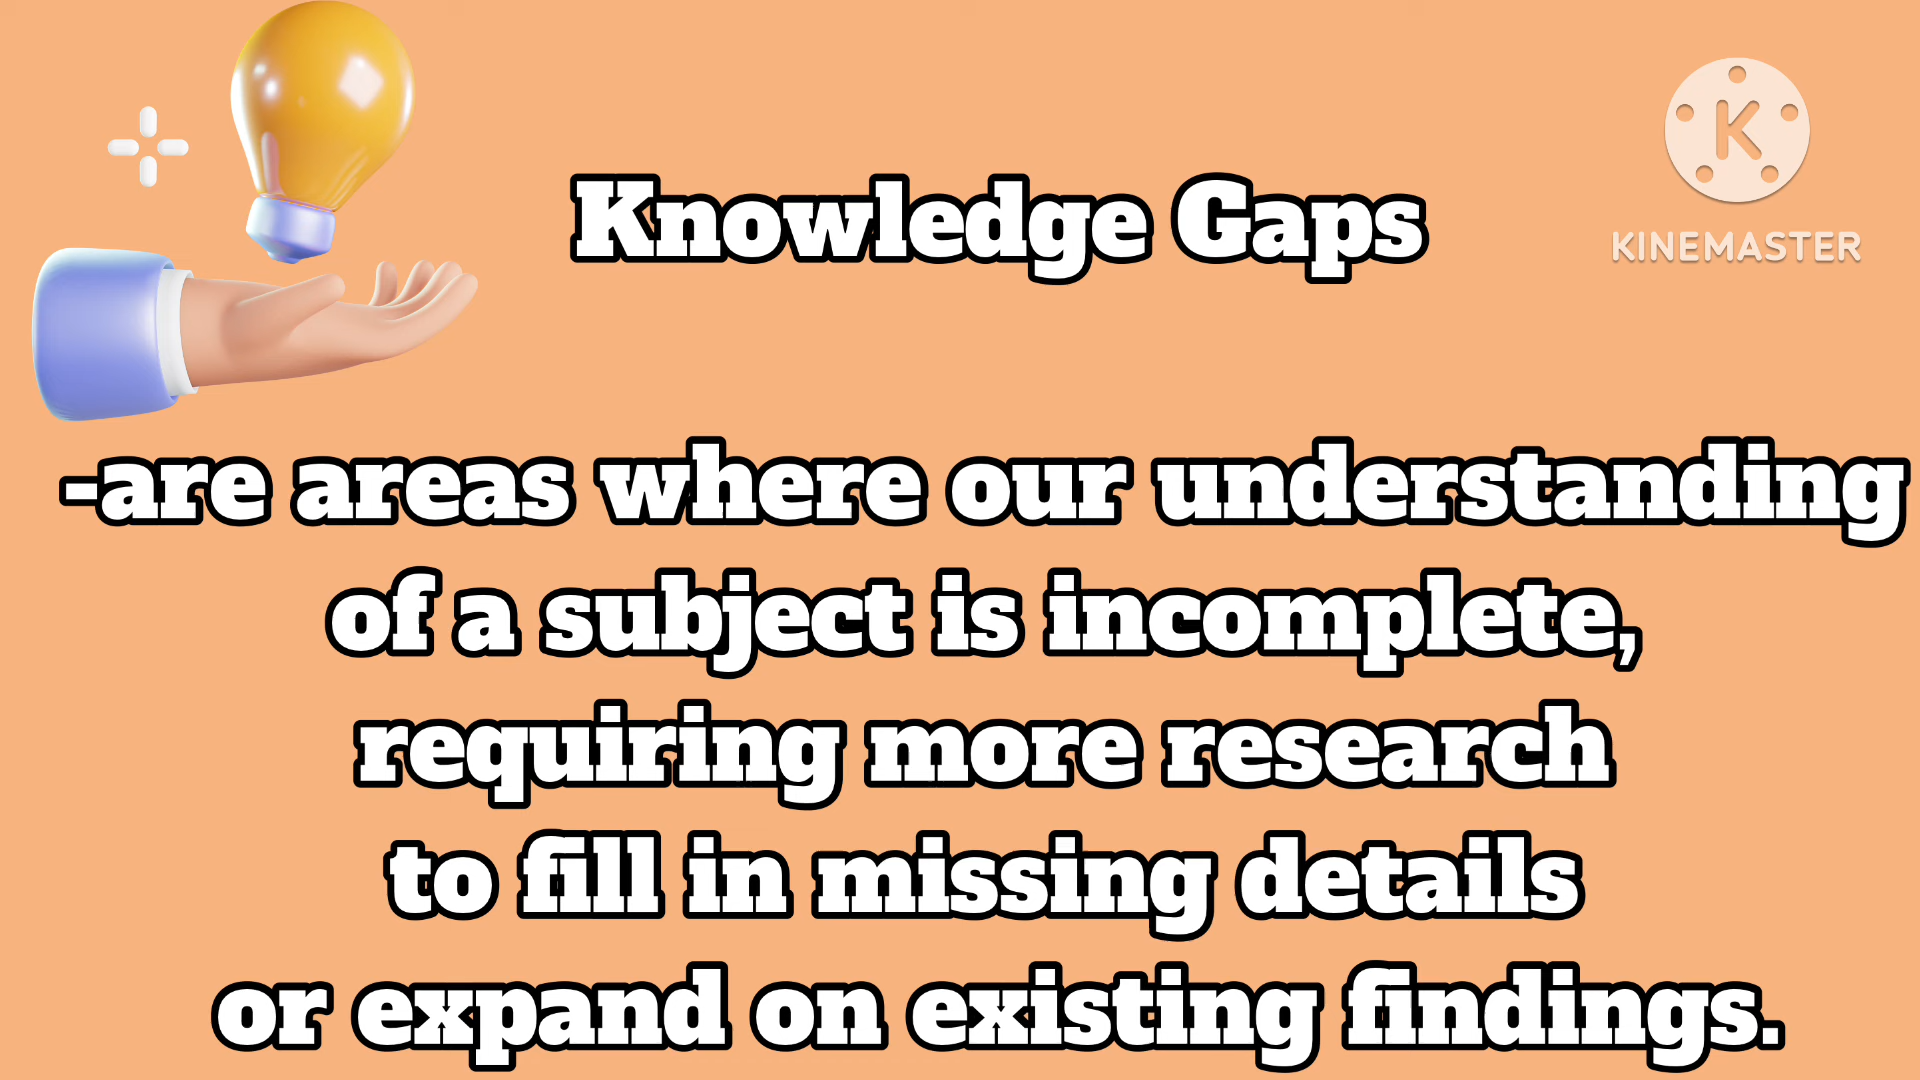 K
KINEMASTER
Knowledge Gaps
-are areas where our understanding
of a subject is incomplete,
requiring more research
to fill in missing details
or expand on existing findings.